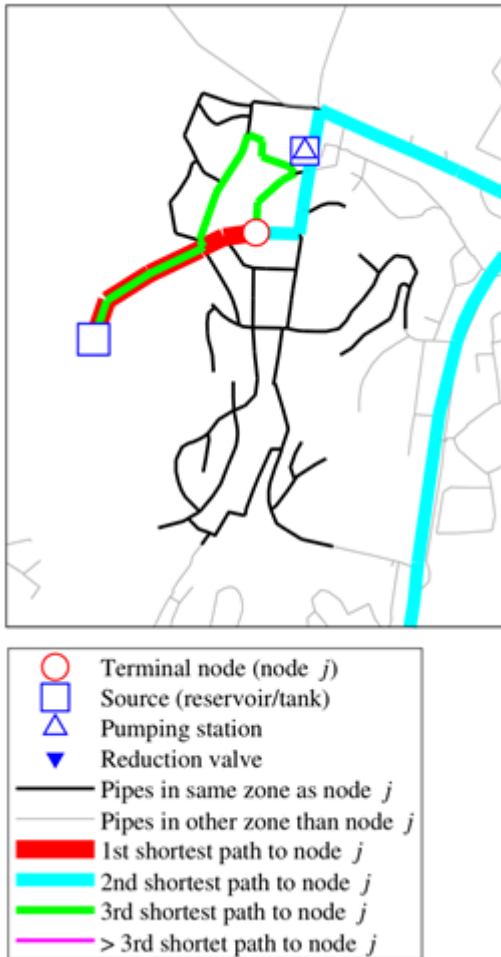 Terminal node (node j)
Source (reservoir/tank)
Pumping station
Reduction valve
Pipes in same zone as node j
Pipes in other zone than node j
1st shortest path to node j
2nd shortest path to node j
3rd shortest path to node j
> 3rd shortet path to node j